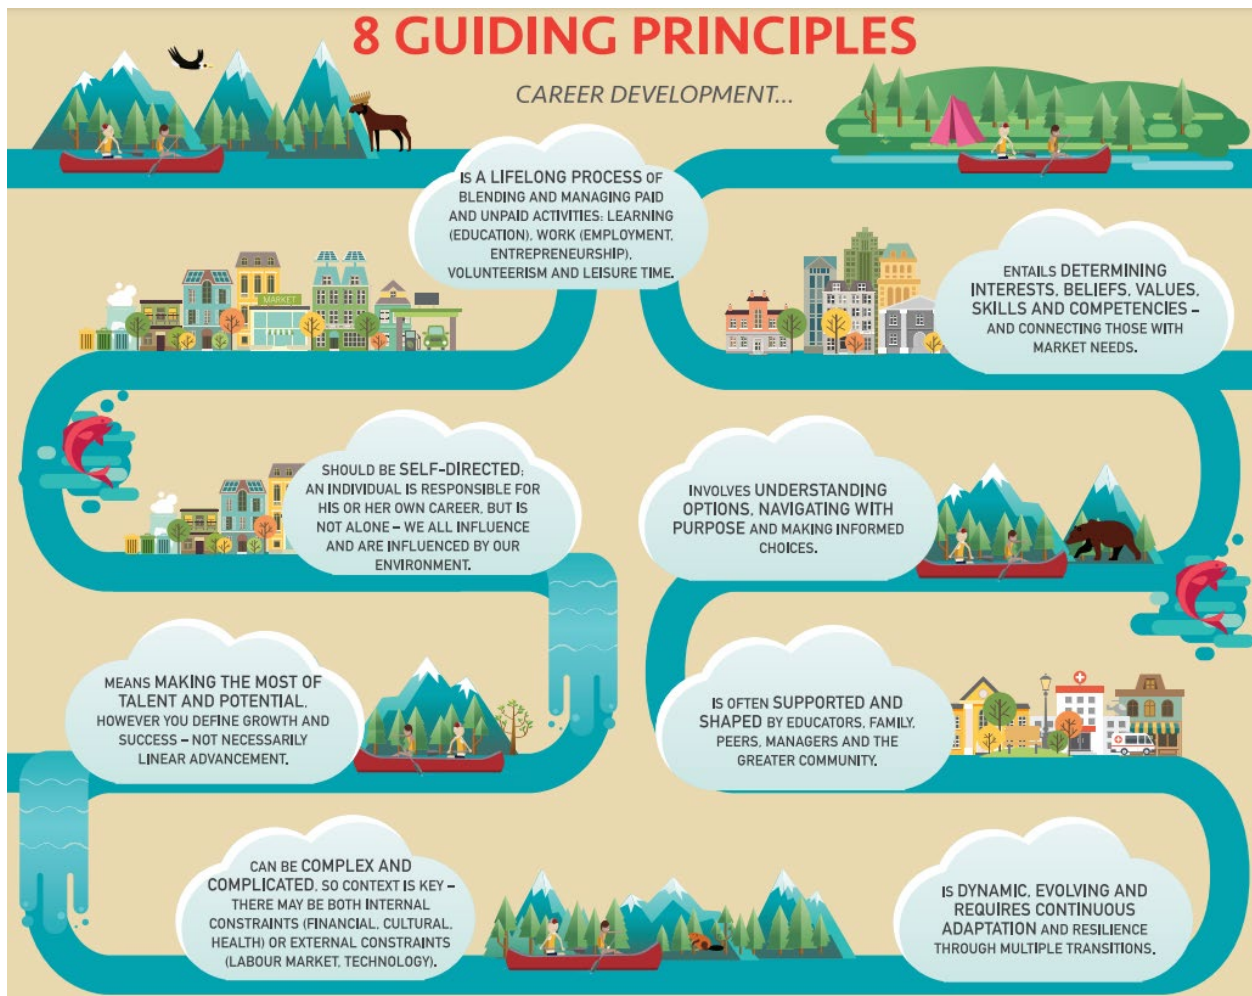 8 GUIDING PRINCIPLES
CAREER DEVELOPMENT...
IS A LIFELONG PROCESS OF
BLENDING AND MANAGING PAID
AND UNPAID ACTIVITIES: LEARNING
(EDUCATION), WORK (EMPLOYMENT,
ENTREPRENEURSHIP),
VOLUNTEERISM AND LEISURE TIME.
MARKET
ENTAILS DETERMINING
INTERESTS, BELIEFS, VALUES,
SKILLS AND COMPETENCIES –
AND CONNECTING THOSE WITH
MARKET NEEDS.
SHOULD BE SELF-DIRECTED;
AN INDIVIDUAL IS RESPONSIBLE FOR
HIS OR HER OWN CAREER, BUT IS
NOT ALONE – WE ALL INFLUENCE
AND ARE INFLUENCED BY OUR
ENVIRONMENT.
INVOLVES UNDERSTANDING
OPTIONS, NAVIGATING WITH
PURPOSE AND MAKING INFORMED
CHOICES.
MEANS MAKING THE MOST OF
TALENT AND POTENTIAL,
HOWEVER YOU DEFINE GROWTH AND
SUCCESS – NOT NECESSARILY
LINEAR ADVANCEMENT.
IS OFTEN SUPPORTED AND
SHAPED BY EDUCATORS, FAMILY,
PEERS, MANAGERS AND THE
GREATER COMMUNITY.
CAN BE COMPLEX AND
COMPLICATED, SO CONTEXT IS KEY –
THERE MAY BE BOTH INTERNAL
CONSTRAINTS (FINANCIAL, CULTURAL,
HEALTH) OR EXTERNAL CONSTRAINTS
(LABOUR MARKET, TECHNOLOGY).
IS DYNAMIC, EVOLVING AND
REQUIRES CONTINUOUS
ADAPTATION AND RESILIENCE
THROUGH MULTIPLE TRANSITIONS.